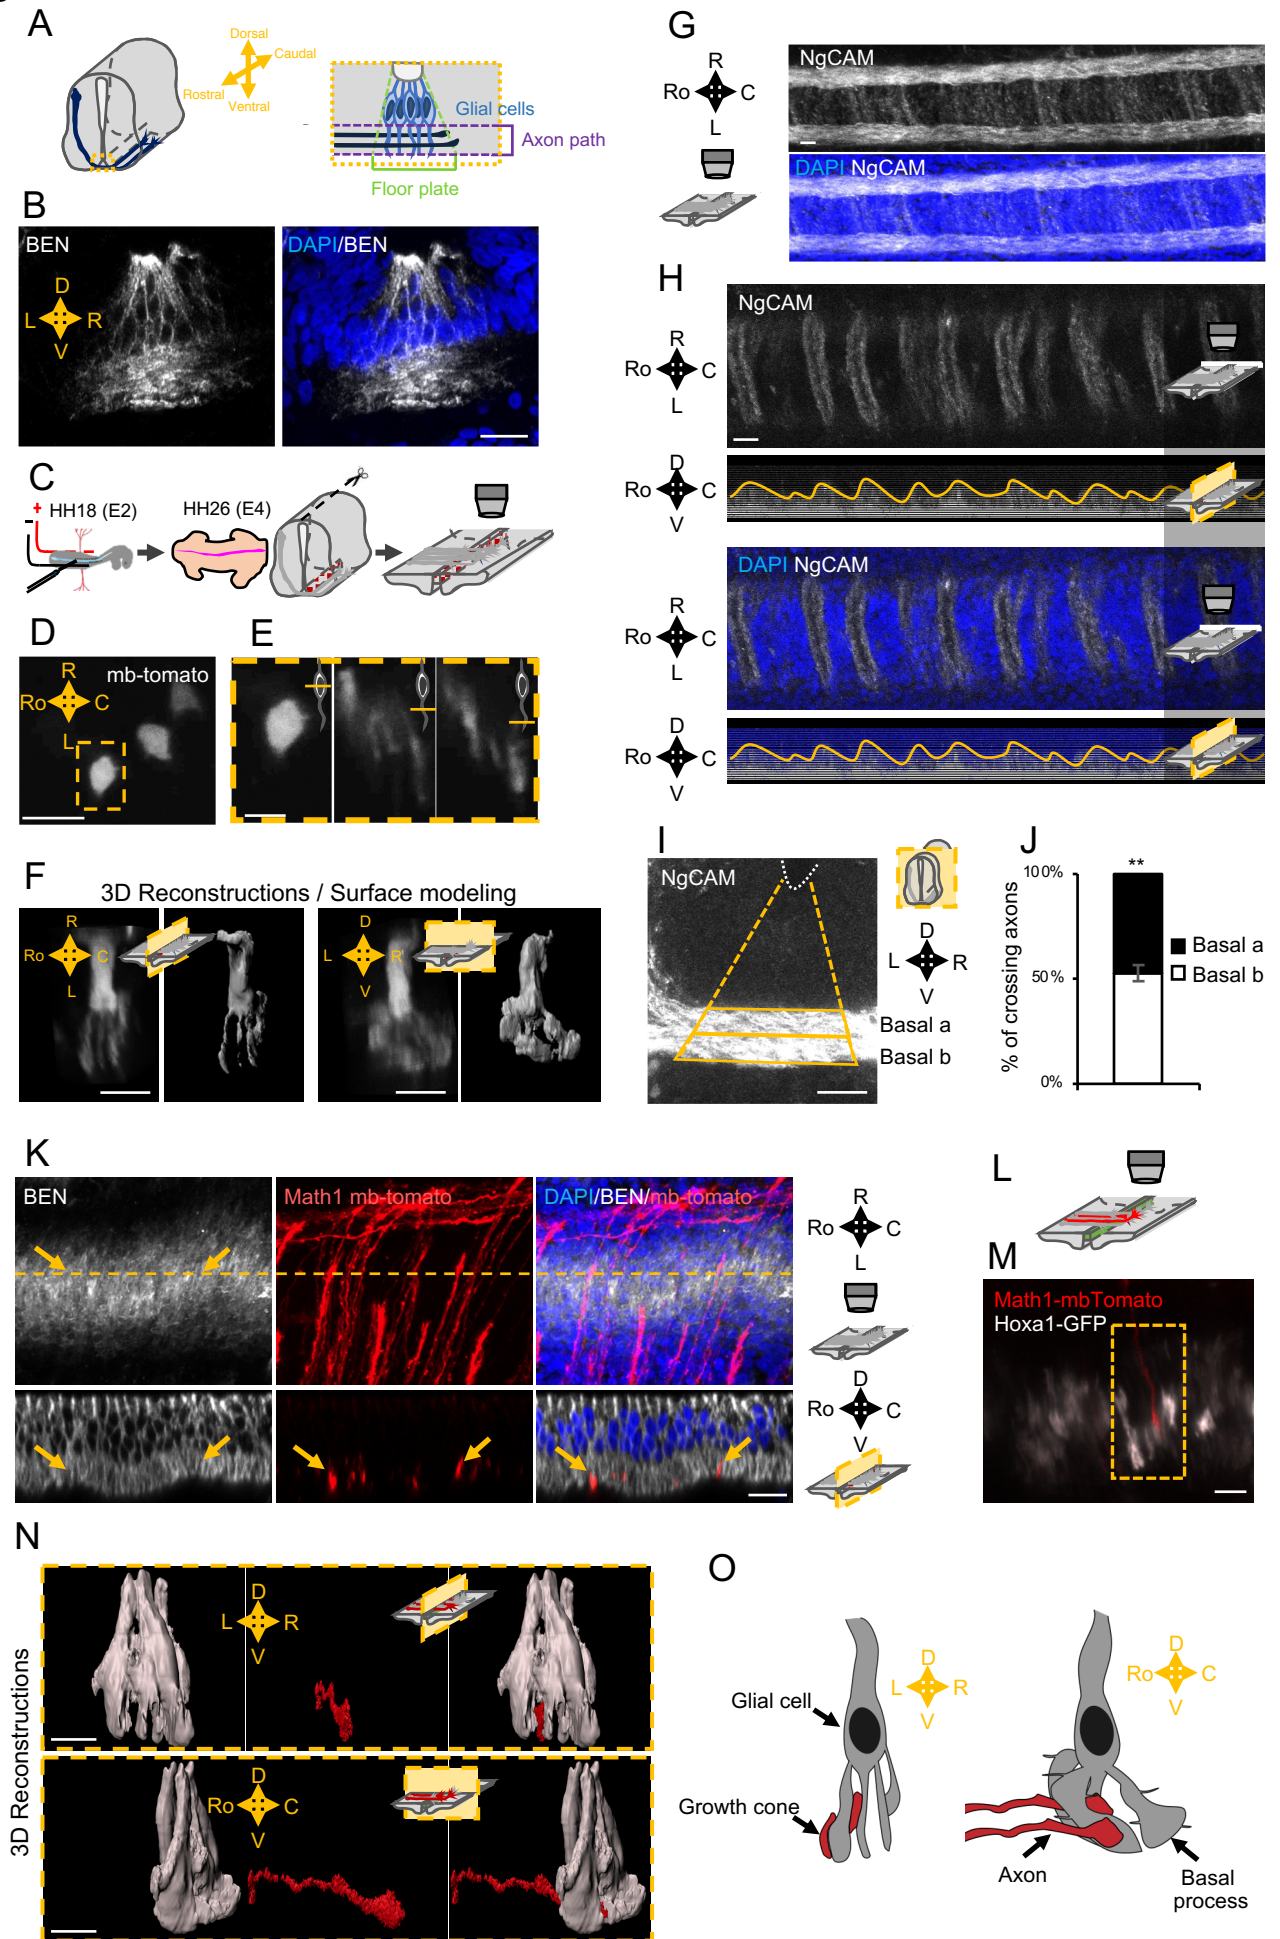 A
Dorsal
Caudal
Rostral
Ventral
Glial cells
Axon path
Floor plate
B
BEN
DAPI/BEN
D
L R
V
C
+
-
HH18 (E2)
HH26 (E4)
D
mb-tomato
R
Ro C
L
E
F
3D Reconstructions / Surface modeling
R
Ro C
L
D
L R
V
G
R
Ro C
L
NgCAM
DAPI NgCAM
H
NgCAM
R
Ro C
L
D
Ro C
V
DAPI NgCAM
R
Ro C
L
D
Ro C
V
I
NgCAM
D
L R
V
Basal a
Basal b
J
**
100%
50%
0%
% of crossing axons
Basal a
Basal b
K
BEN
Math1 mb-tomato
DAPI/BEN/mb-tomato
R
Ro C
L
D
Ro C
V
L
M
Math1-mbTomato
Hoxa1-GFP
N
3D Reconstructions
D
L R
V
D
Ro C
V
O
Glial cell
Growth cone
D
L R
V
D
Ro C
V
Axon
Basal
process